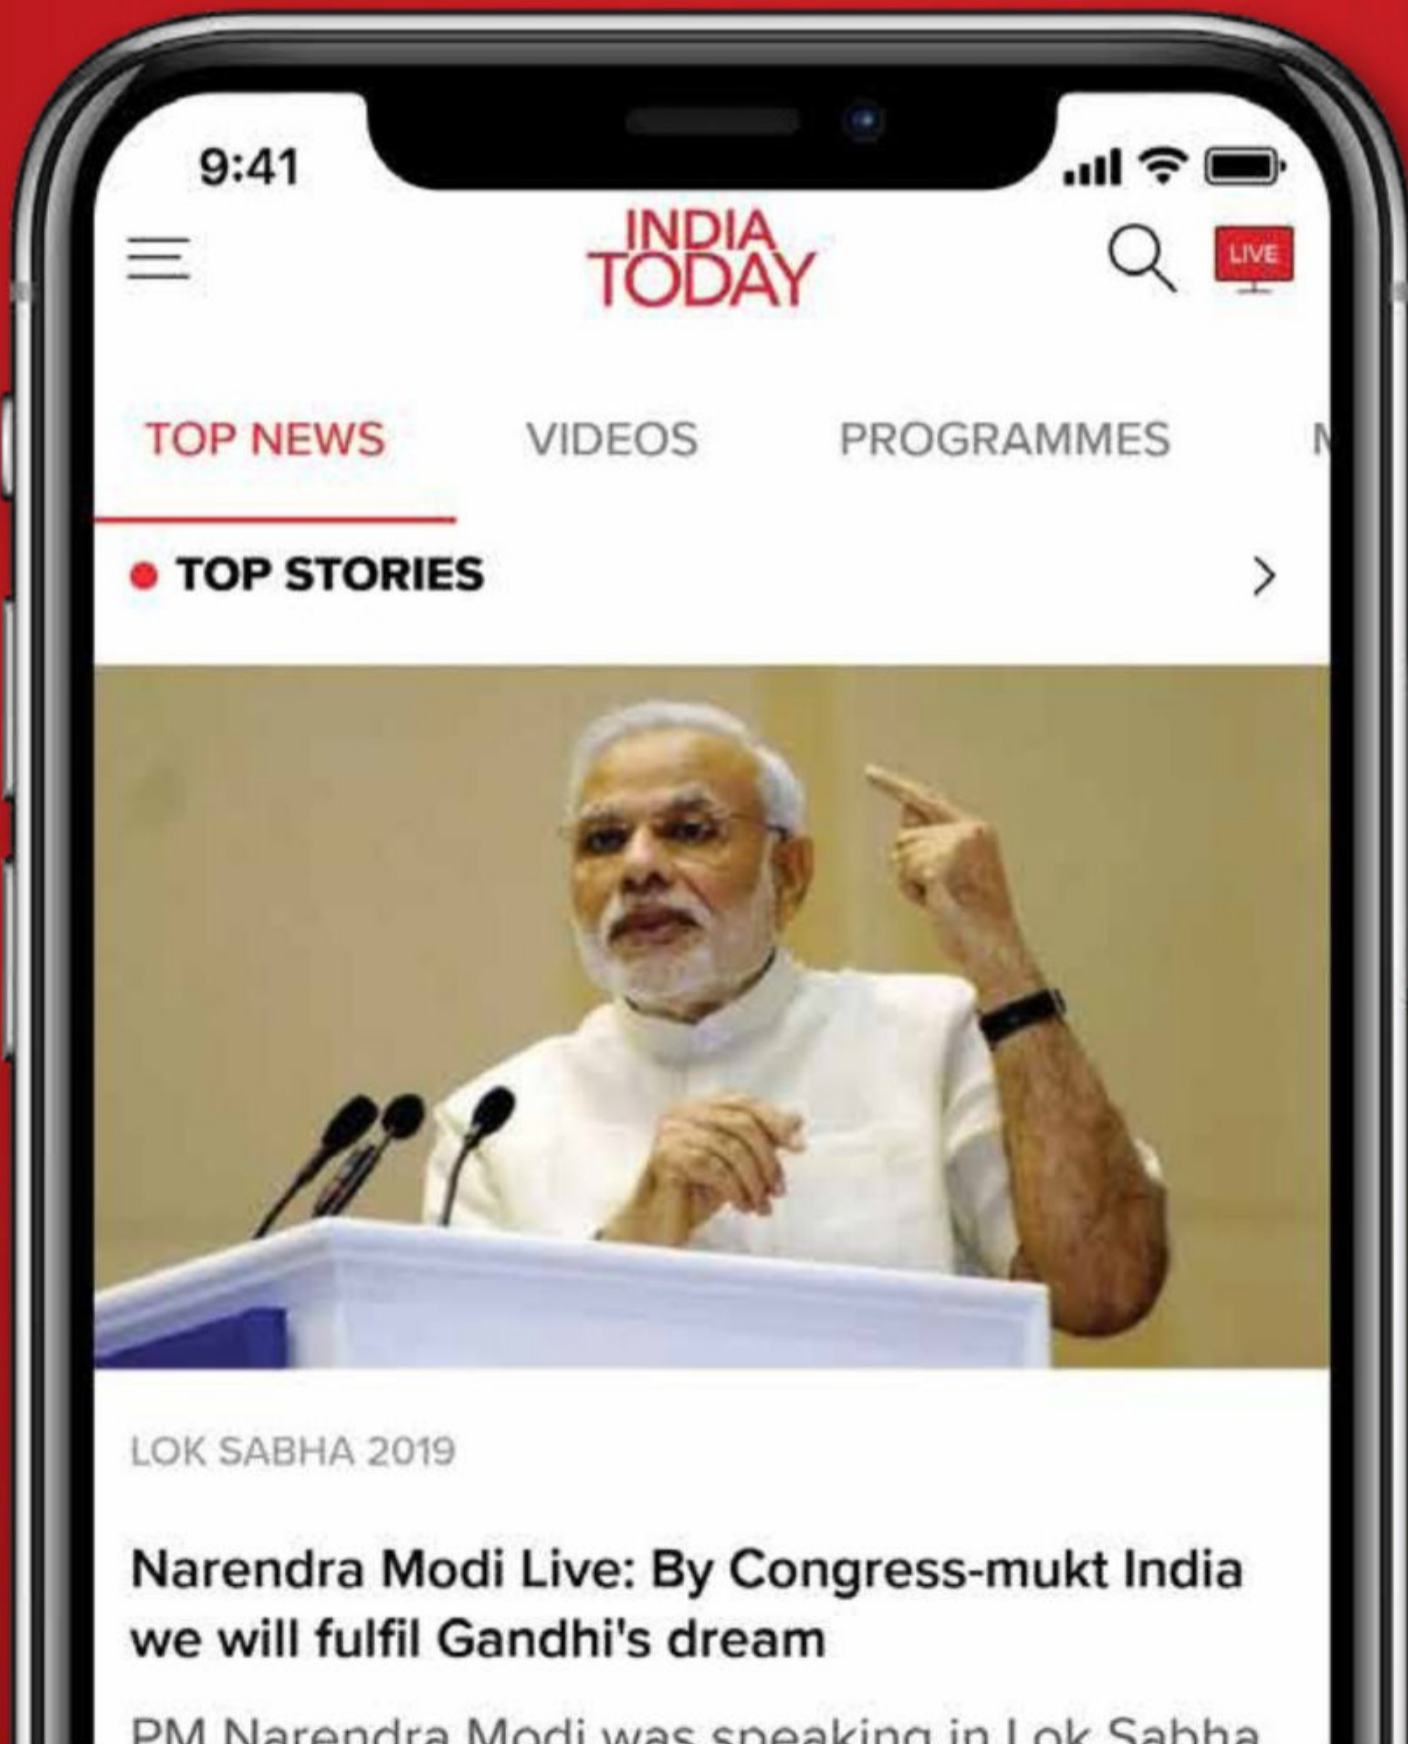 9:41
INDIA
TODAY
LIVE
TOP NEWS VIDEOS PROGRAMMES
TOP STORIES
LOK SABHA 2019
Narendra Modi Live: By Congress-mukt India
we will fulfil Gandhi's dream
PM Narendra Modi was speaking in Lok Sabha